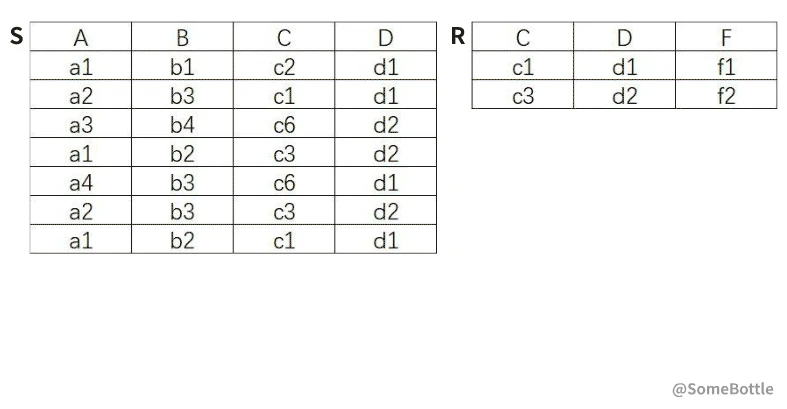 S A B C D R C D F
a1 b1 c2 d1 c1 d1 f1
a2 b3 c1 d1 c3 d2 f2
a3 b4 c6 d2
a1 b2 c3 d2
a4 b3 c6 d1
a2 b3 c3 d2
a1 b2 c1 d1
@SomeBottle